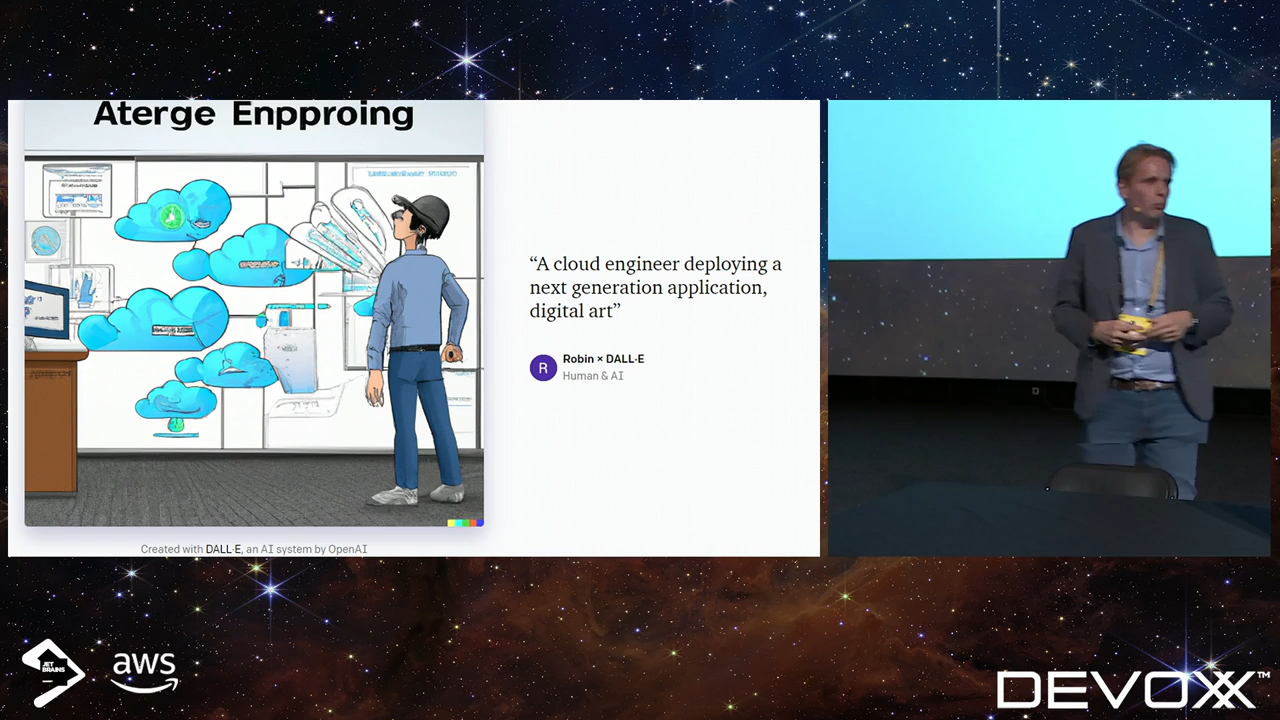 Aterge Enpproing
“A cloud engineer deploying a
next generation application,
digital art”
R
Robin × DALL·E
Human & AI
Created with DALL·E, an AI system by OpenAI
JET
BRAINS
aws
DEVOXX™